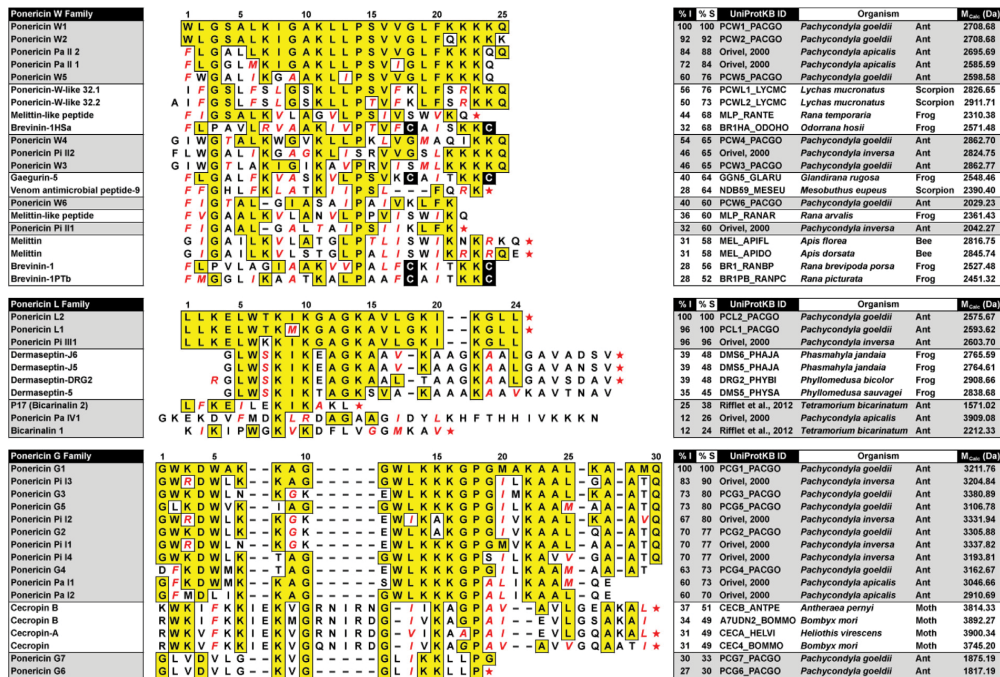 Ponericin W Family 1 5 10 15 20 25 % I % S UniProtKB ID Organism MCalc (Da)
Ponericin W1 W L G S A L K I G A K L L P S V V G L F K K K K Q 100 100 PCW1_PACGO Pachycondyla goeldii Ant 2708.68
Ponericin W2 W L G S A L K I G A K L L P S V V G L F Q K K K K 92 92 PCW2_PACGO Pachycondyla goeldii Ant 2708.68
Ponericin Pa II 2 84 88 Orivel, 2000 Pachycondyla apicalis Ant 2695.69
Ponericin Pa II 1 72 84 Orivel, 2000 Pachycondyla apicalis Ant 2585.59
Ponericin W5 F W G A L I K G A A K L I P S V V G L F K K K Q 60 76 PCW5_PACGO Pachycondyla goeldii Ant 2598.58
Ponericin-W-like 32.1 I F G S L F S L G S K L L P S V F K L F S R K K Q 56 76 PCWL1_LYCMC Lychas mucronatus Scorpion 2826.65
Ponericin-W-like 32.2 A I F G S L F S L G S K L L P T V F K L F S R K K Q 50 73 PCWL2_LYCMC Lychas mucronatus Scorpion 2911.71
Melittin-like peptide F I G S A L K V L A G V L P S I V S W V K Q ★ 44 68 MLP_RANTE Rana temporaria Frog 2310.38
Brevinin-1HSa F L P A V L R V A A K I V P T V F C A I S K K C 32 68 BR1HA_ODOHO Odorrana hosii Frog 2571.48
Ponericin W4 54 65 PCW4_PACGO Pachycondyla goeldii Ant 2862.70
Ponericin Pi II2 F L W G A L I K G A G K L I S R V V G S L K K K K Q 46 65 Orivel, 2000 Pachycondyla inversa Ant 2824.75
Ponericin W3 G I W G T L A K I G I K A V P R V I S M L K K K K Q 46 65 PCW3_PACGO Pachycondyla goeldii Ant 2862.77
Gaegurin-5 F L G A L F K V A S K V L P S V K C A I T K K C 40 64 GGN5_GLARU Glandirana rugosa Frog 2548.46
Venom antimicrobial peptide-9 F F G H L F K L A T K I I P S L - - - F Q R K ★ 28 64 NDB59_MESEU Mesobuthus eupeus Scorpion 2390.40
Ponericin W6 F I G T A L G I A S A I P A I V K L F K 40 60 PCW6_PACGO Pachycondyla goeldii Ant 2029.23
Melittin-like peptide F V G A A L K V L A N V L P P V I S W I K Q ★ 36 60 MLP_RANAR Rana arvalis Frog 2361.43
Ponericin Pi II1 32 60 Orivel, 2000 Pachycondyla inversa Ant 2042.27
Melittin G I G A I L K V L A T G L P T L I S W I K N K R K Q ★ 31 58 MEL_APIFL Apis florea Bee 2816.75
Melittin 31 58 MEL_APIDO Apis dorsata Bee 2845.74
Brevinin-1 F L P V L A G I A A K V V P A L F C K I T K K C 28 56 BR1_RANBP Rana brevipoda porsa Frog 2527.48
Brevinin-1PTb F M G G L I K A A T K A L P A A F C A I T K K C 28 52 BR1PB_RANPC Rana picturata Frog 2451.32
Ponericin L Family 1 5 10 15 20 24 % I % S UniProtKB ID Organism MCalc (Da)
Ponericin L2 L L K E L W T K I K G A G K A V L G K I - - K G L L ★ 100 100 PCL2_PACGO Pachycondyla goeldii Ant 2575.67
Ponericin L1 L L K E L W T K M K G A G K A V L G K I - - K G L L ★ 96 100 PCL1_PACGO Pachycondyla goeldii Ant 2593.62
Ponericin Pi III1 L L K E L W K K I K G A G K A V L G K I - - K G L L 96 96 Orivel, 2000 Pachycondyla inversa Ant 2603.70
Dermaseptin-J6 G L W S K I K E A G K A A V - K A A G K A A L G A V A D S V ★ 39 48 DMS6_PHAJA Phasmahyla jandaia Frog 2765.59
Dermaseptin-J5 G L W S K I K E A G K A A V - K A A G K A A L G A V A N S V ★ 39 48 DMS5_PHAJA Phasmahyla jandaia Frog 2764.61
Dermaseptin-DRG2 R G L W S K I K E A G K A A L - T A A G K A A L G A V S D A V ★ 39 48 DRG2_PHYBI Phyllomedusa bicolor Frog 2908.66
Dermaseptin-5 G L W S K I K T A G K S V A - K A A A K A A V K A V T N A V 35 45 DMS5_PHYSA Phyllomedusa sauvagei Frog 2838.68
P17 (Bicarinalin 2) L F K E I L E K I K A K L ★ 25 38 Rifflet et al., 2012 Tetramorium bicarinatum Ant 1571.02
Ponericin Pa IV1 G K E K D V F M D K L R D A G A A G I D Y L K H F T H H I V K K K N 12 26 Orivel, 2000 Pachycondyla apicalis Ant 3909.08
Bicarinalin 1 K I K I P W G K V K D F L V G G M K A V ★ 12 24 Rifflet et al., 2012 Tetramorium bicarinatum Ant 2212.33
Ponericin G Family 1 5 10 15 20 25 30 % I % S UniProtKB ID Organism MCalc (Da)
Ponericin G1 G W K D W A K - - K A G - - - - G W L K K K G P G M A K A A L - K A - A M Q 100 100 PCG1_PACGO Pachycondyla goeldii Ant 3211.76
Ponericin Pi I3 G W R D W L K - - K A G - - - - G W L K K K G P G I L K A A L - G A - A T Q 83 90 Orivel, 2000 Pachycondyla inversa Ant 3204.84
Ponericin G3 G W K D W L N - - K G K - - - - E W L K K K G P G I M K A A L - K A - A T Q 73 80 PCG3_PACGO Pachycondyla goeldii Ant 3380.89
Ponericin G5 G L K D W V K - - I A G - - - - G W L K K K G P G I L K A A M - A A - A T Q 73 80 PCG5_PACGO Pachycondyla goeldii Ant 3106.78
Ponericin Pi I2 G W R D W L K - - K G K - - - - E W I K A K G P G I V K A A L - K A - A V Q 67 80 Orivel, 2000 Pachycondyla inversa Ant 3331.94
Ponericin G2 G W K D W L K - - K G K - - - - E W L K A K G P G I V K A A L - Q A - A T Q 70 77 PCG2_PACGO Pachycondyla goeldii Ant 3305.88
Ponericin Pi I1 G W R D W L N - - K G K - - - - E W L K K K G P G M V K A A L - K A - A T Q 70 77 Orivel, 2000 Pachycondyla inversa Ant 3337.82
Ponericin Pi I4 G W K D W L K - - T A G - - - - G W L K K K G P S I L K A V V - G A - A T Q 70 77 Orivel, 2000 Pachycondyla inversa Ant 3193.81
Ponericin G4 D F K D W M K - - T A G - - - - E W L K K K G P G I L K A A M - A A - A T 63 73 PCG4_PACGO Pachycondyla goeldii Ant 3162.67
Ponericin Pa I1 G F K D W M K - - K A G - - - - S W L K K K G P A L I K A A M - Q E 60 73 Orivel, 2000 Pachycondyla apicalis Ant 3046.66
Ponericin Pa I2 G F M D L I K - - K A G - - - - G W L K K K G P A L I K A A L - Q E 60 70 Orivel, 2000 Pachycondyla apicalis Ant 2910.69
Cecropin B K W K I F K K I E K V G R N I R N G - I I K A G P A V - A V L G E A K A L ★ 37 51 CECB_ANTPE Antheraea pernyi Moth 3814.33
Cecropin B R W K I F K K I E K M G R N I R D G - I V K A G P A I - E V L G S A K A I 34 49 A7UDN2_BOMMO Bombyx mori Moth 3892.27
Cecropin-A R W K V F K K I E K V G R N I R D G - V I K A A P A I - E V L G Q A K A L ★ 31 49 CECA_HELVI Heliothis virescens Moth 3900.34
Cecropin 31 49 CEC4_BOMMO Bombyx mori Moth 3745.20
Ponericin G7 G L V D V L G - - K V G - - - - G L I K K L L P G 30 33 PCG7_PACGO Pachycondyla goeldii Ant 1875.19
Ponericin G6 G L V D V L G - - K V G - - - - G L I K K L L P ★ 27 30 PCG6_PACGO Pachycondyla goeldii Ant 1817.19